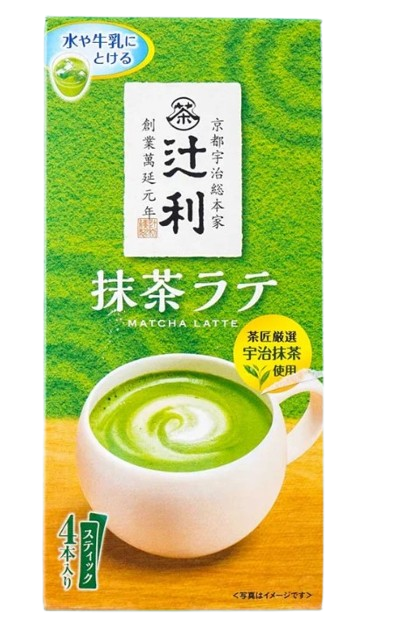 水や牛乳に
とける
茶
辻利
京都宇治総本家
創業萬延元年
抹茶ラテ
MATCHA LATTE
茶匠厳選
宇治抹茶
使用
スティック
4本入り
<写真はイメージです>